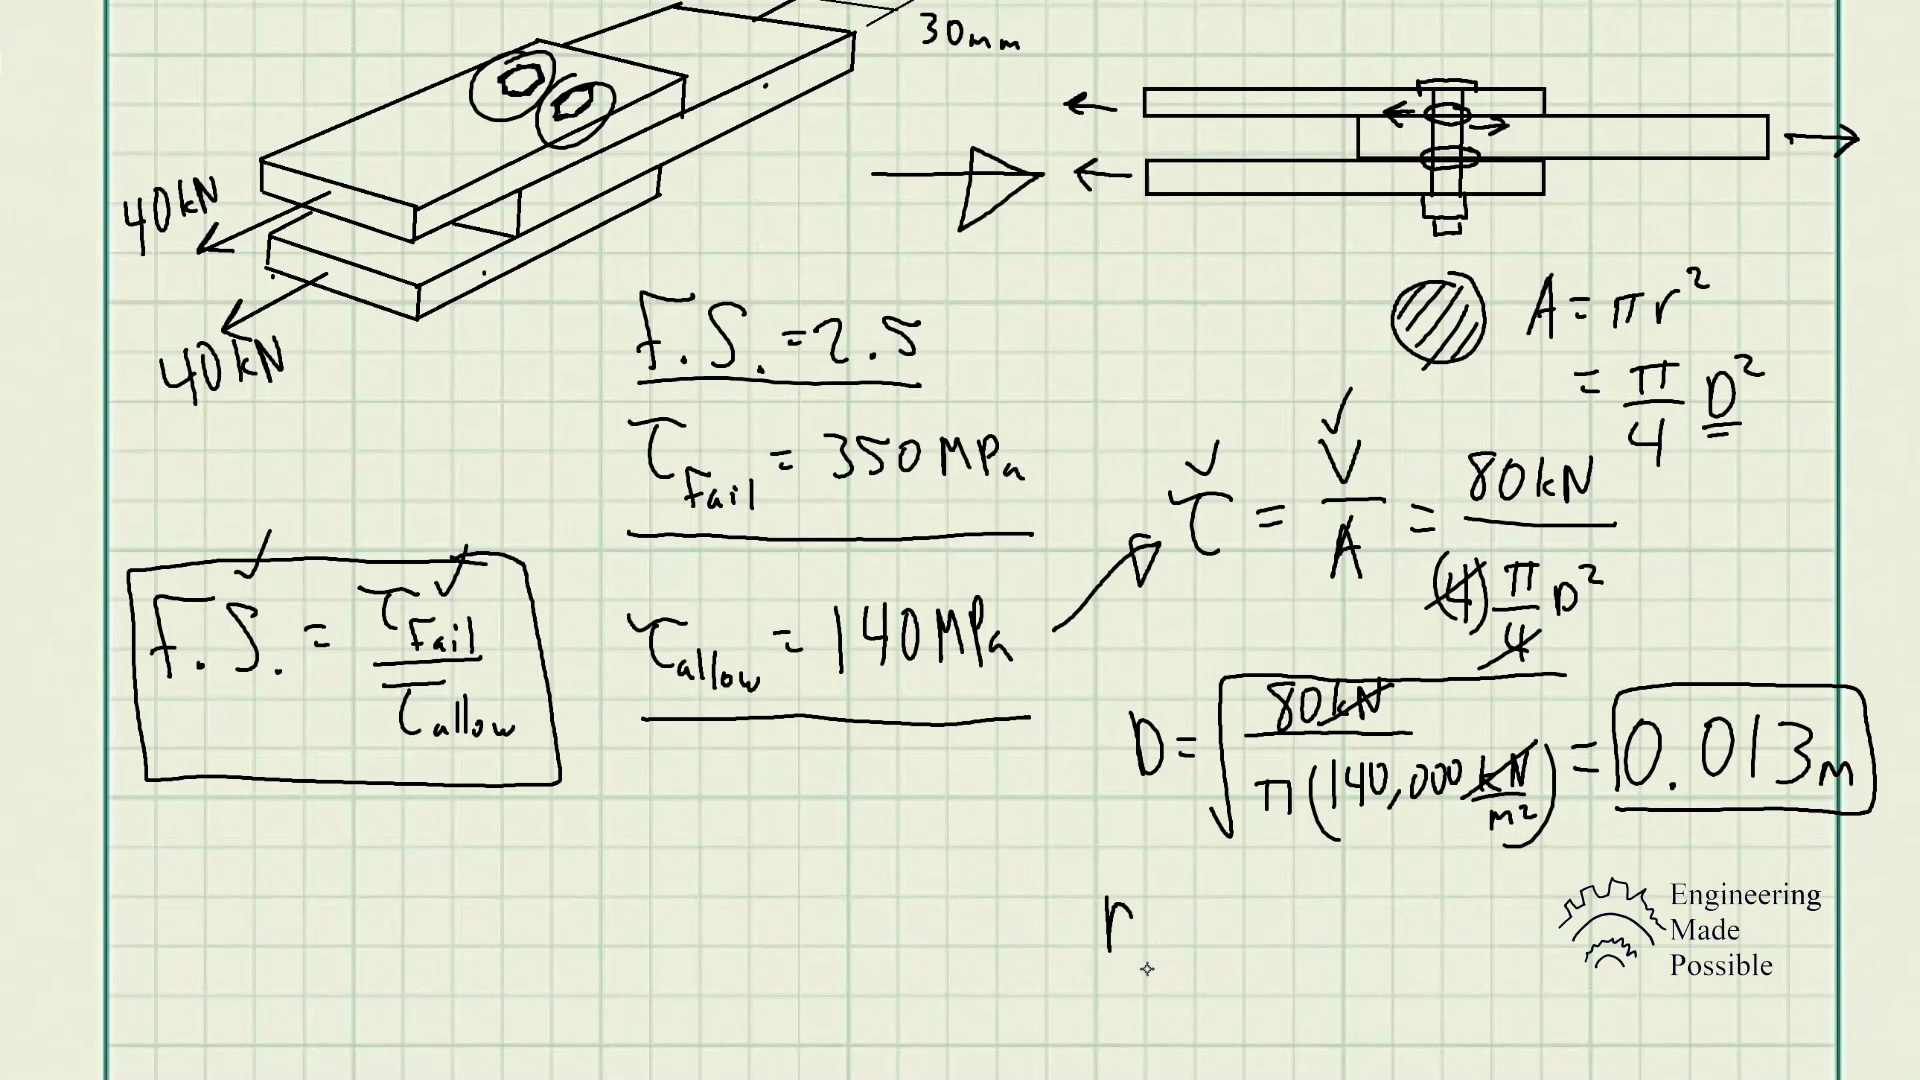 30mm
40kN
40kN
F.S. = 2.5
τFail = 350 MPa
τallow = 140 MPa
F.S. = τFail / τallow
A = πr²
= π/4 D²
τ = V/A = 80kN / (4) π/4 D²
D = √(80kN / π(140,000 kN/m²)) = 0.013m
r
Engineering
Made
Possible